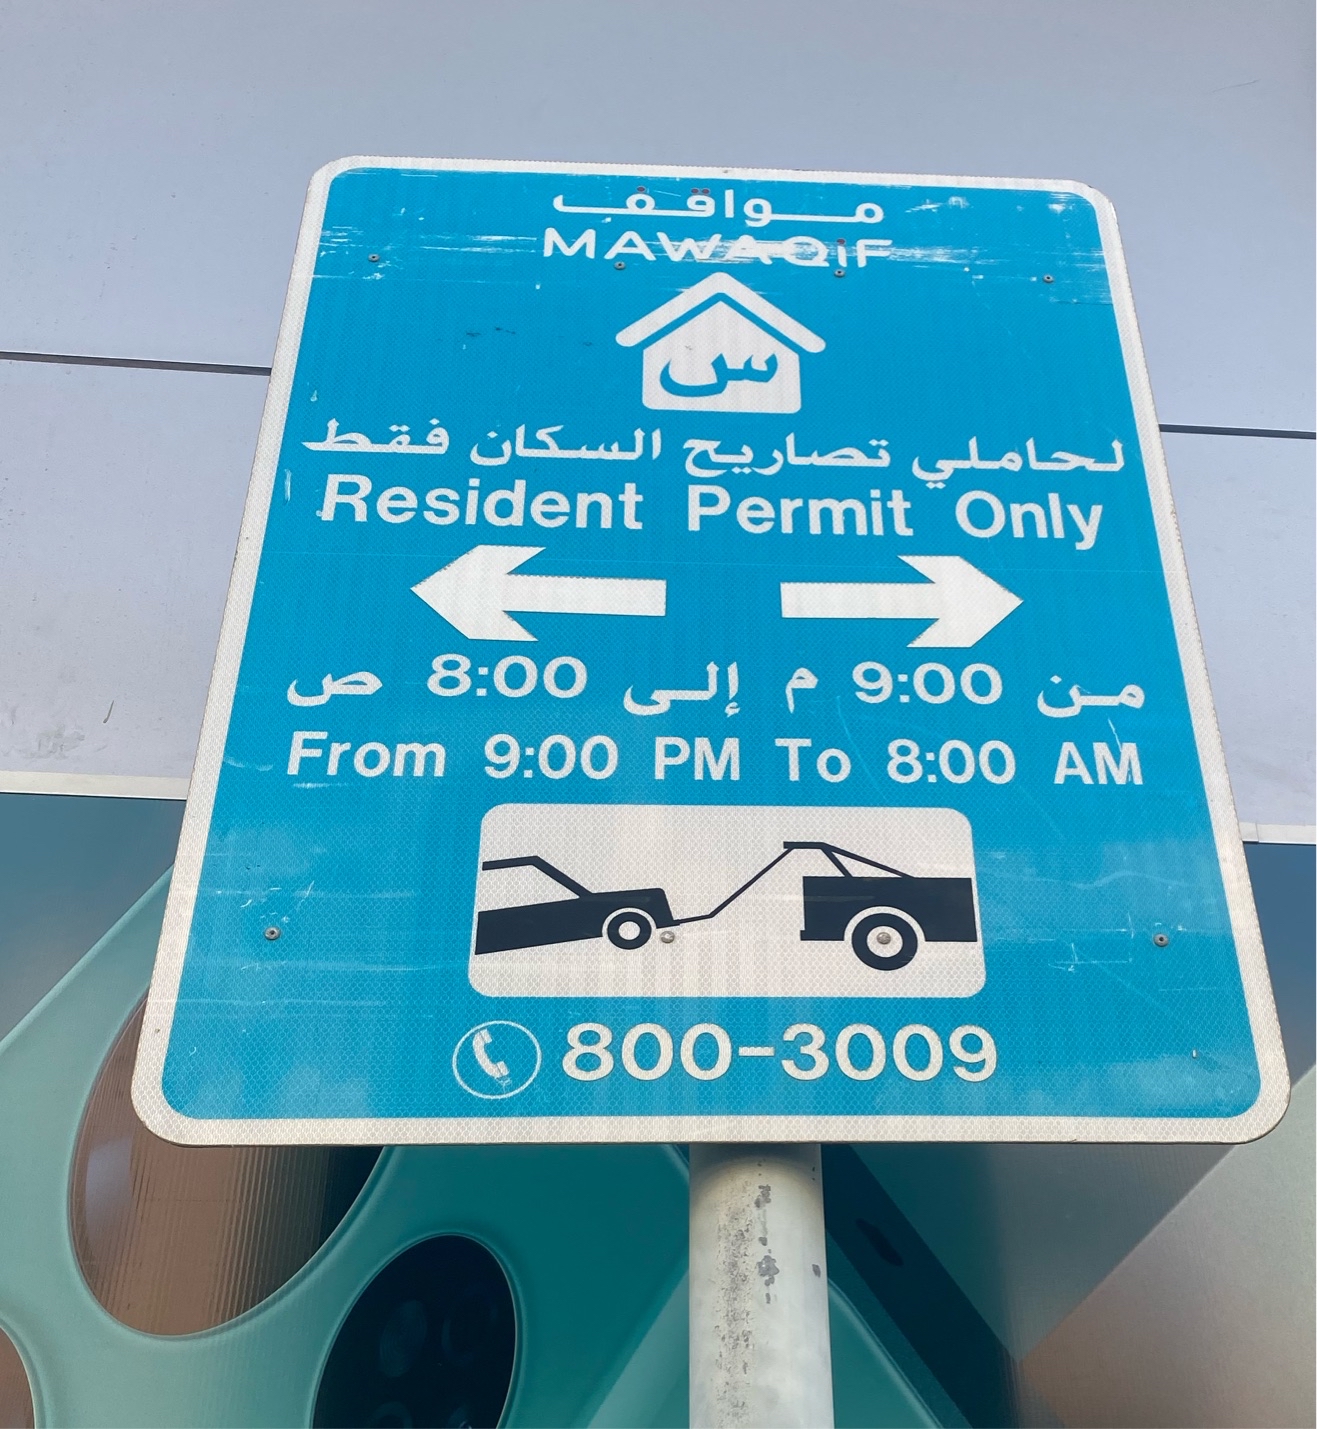 مواقف
MAWAQiF
س
لحاملي تصاريح السكان فقط
Resident Permit Only
من 9:00 م إلى 8:00 ص
From 9:00 PM To 8:00 AM
800-3009